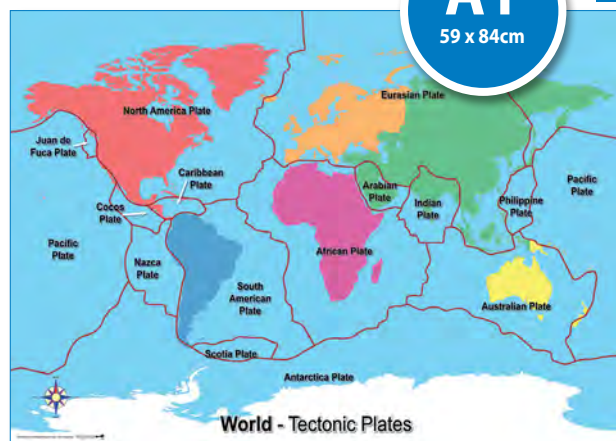 A1
59 x 84cm
Eurasian Plate
North America Plate
Juan de
Fuca Plate
Caribbean
Plate
Arabian
Plate
Indian
Plate
Philippine
Plate
Pacific
Plate
Cocos
Plate
Pacific
Plate
Nazca
Plate
African Plate
South
American
Plate
Australian Plate
Scotia Plate
Antarctica Plate
World - Tectonic Plates